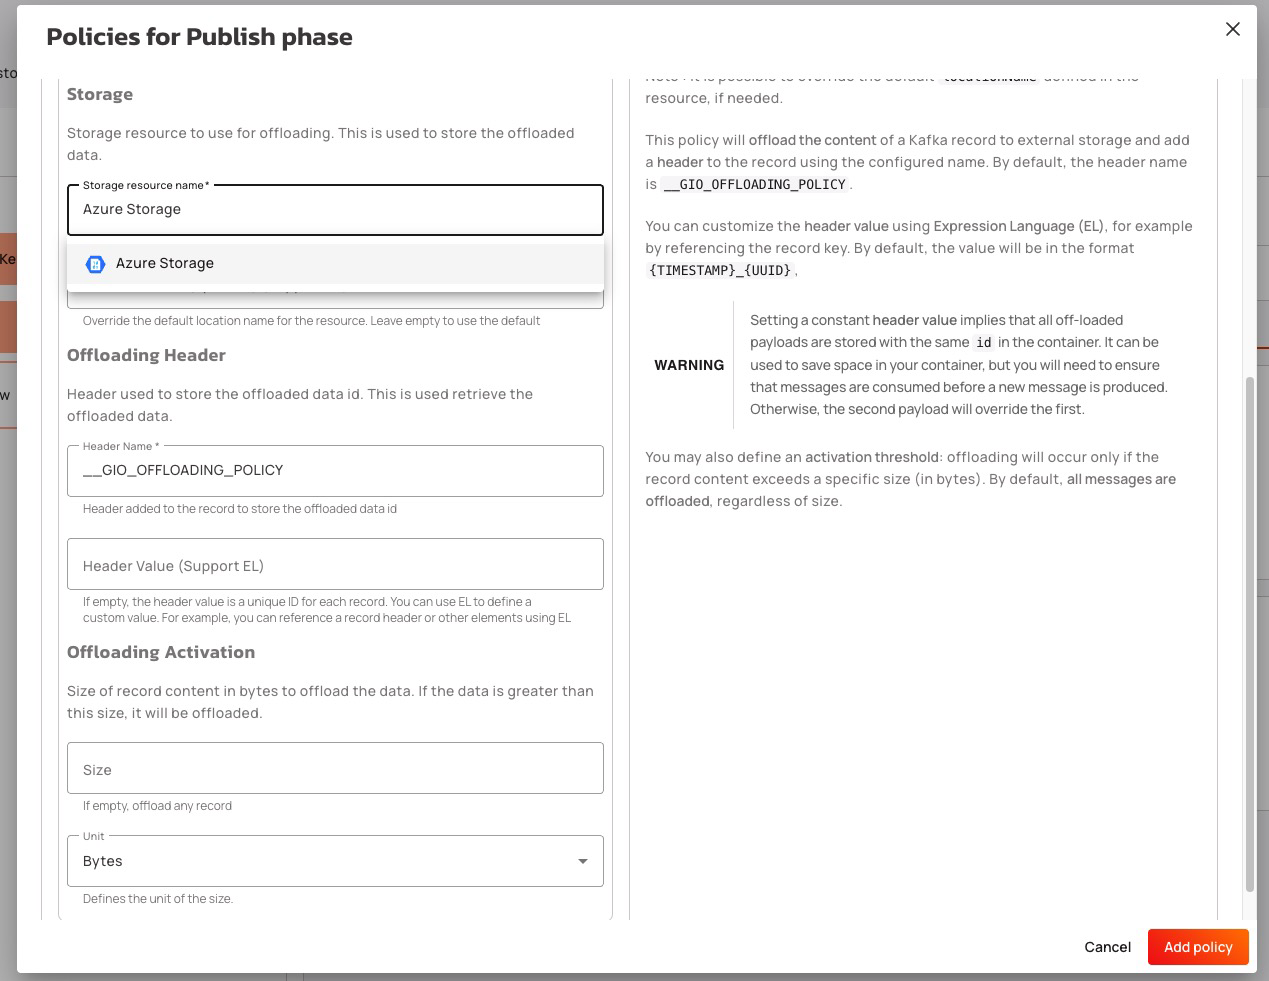 Policies for Publish phase
Storage
Storage resource to use for offloading. This is used to store the offloaded
data.
Storage resource name*
Azure Storage
Azure Storage
Override the default location name for the resource. Leave empty to use the default
Offloading Header
Header used to store the offloaded data id. This is used retrieve the
offloaded data.
Header Name *
__GIO_OFFLOADING_POLICY
Header added to the record to store the offloaded data id
Header Value (Support EL)
If empty, the header value is a unique ID for each record. You can use EL to define a
custom value. For example, you can reference a record header or other elements using EL
Offloading Activation
Size of record content in bytes to offload the data. If the data is greater than
this size, it will be offloaded.
Size
If empty, offload any record
Unit
Bytes
Defines the unit of the size.
resource, if needed.
This policy will offload the content of a Kafka record to external storage and add
a header to the record using the configured name. By default, the header name
is __GIO_OFFLOADING_POLICY .
You can customize the header value using Expression Language (EL), for example
by referencing the record key. By default, the value will be in the format
{TIMESTAMP}_{UUID} ,
WARNING
Setting a constant header value implies that all off-loaded
payloads are stored with the same id in the container. It can be
used to save space in your container, but you will need to ensure
that messages are consumed before a new message is produced.
Otherwise, the second payload will override the first.
You may also define an activation threshold: offloading will occur only if the
record content exceeds a specific size (in bytes). By default, all messages are
offloaded, regardless of size.
Cancel
Add policy